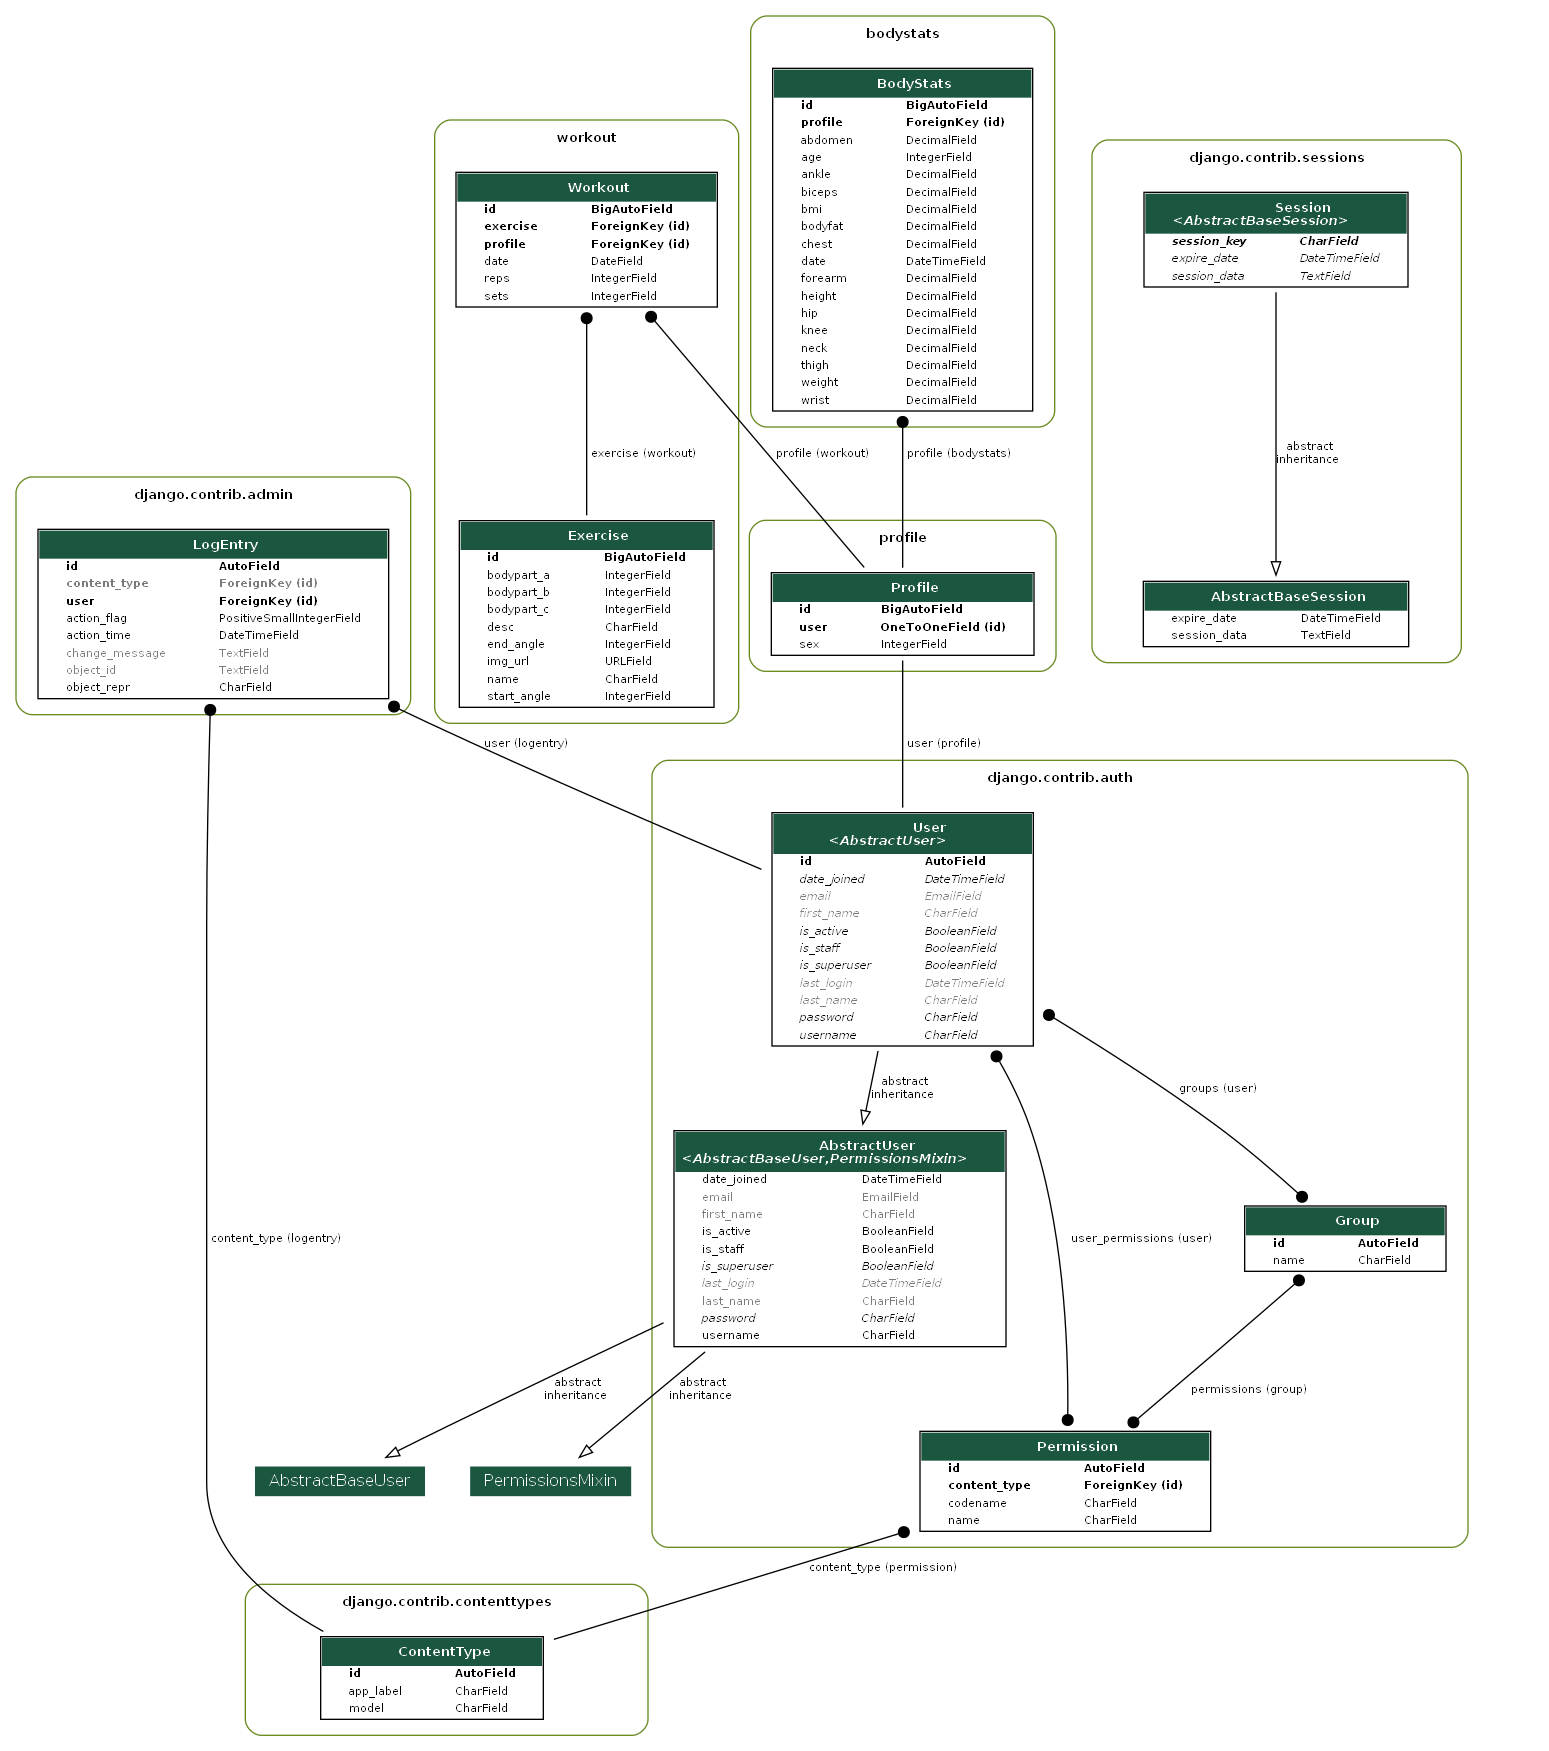 bodystats
BodyStats
id BigAutoField
profile ForeignKey (id)
abdomen DecimalField
age IntegerField
ankle DecimalField
biceps DecimalField
bmi DecimalField
bodyfat DecimalField
chest DecimalField
date DateTimeField
forearm DecimalField
height DecimalField
hip DecimalField
knee DecimalField
neck DecimalField
thigh DecimalField
weight DecimalField
wrist DecimalField
workout
Workout
id BigAutoField
exercise ForeignKey (id)
profile ForeignKey (id)
date DateField
reps IntegerField
sets IntegerField
django.contrib.sessions
Session
<AbstractBaseSession>
session_key CharField
expire_date DateTimeField
session_data TextField
abstract
inheritance
exercise (workout)
profile (workout)
profile (bodystats)
django.contrib.admin
LogEntry
id AutoField
content_type ForeignKey (id)
user ForeignKey (id)
action_flag PositiveSmallIntegerField
action_time DateTimeField
change_message TextField
object_id TextField
object_repr CharField
Exercise
id BigAutoField
bodypart_a IntegerField
bodypart_b IntegerField
bodypart_c IntegerField
desc CharField
end_angle IntegerField
img_url URLField
name CharField
start_angle IntegerField
profile
Profile
id BigAutoField
user OneToOneField (id)
sex IntegerField
AbstractBaseSession
expire_date DateTimeField
session_data TextField
user (logentry)
user (profile)
django.contrib.auth
User
<AbstractUser>
id AutoField
date_joined DateTimeField
email EmailField
first_name CharField
is_active BooleanField
is_staff BooleanField
is_superuser BooleanField
last_login DateTimeField
last_name CharField
password CharField
username CharField
abstract
inheritance
groups (user)
AbstractUser
<AbstractBaseUser,PermissionsMixin>
date_joined DateTimeField
email EmailField
first_name CharField
is_active BooleanField
is_staff BooleanField
is_superuser BooleanField
last_login DateTimeField
last_name CharField
password CharField
username CharField
content_type (logentry)
user_permissions (user)
Group
id AutoField
name CharField
abstract
inheritance
abstract
inheritance
permissions (group)
AbstractBaseUser
PermissionsMixin
Permission
id AutoField
content_type ForeignKey (id)
codename CharField
name CharField
content_type (permission)
django.contrib.contenttypes
ContentType
id AutoField
app_label CharField
model CharField